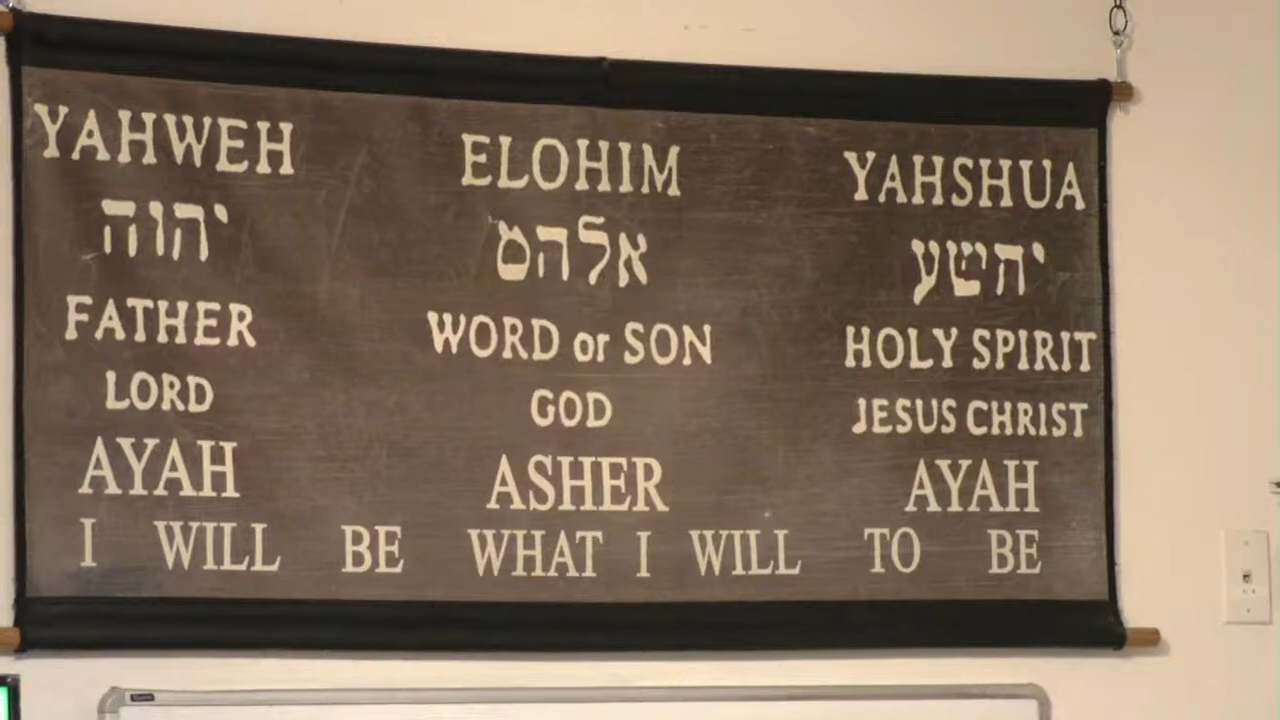 YAHWEH ELOHIM YAHSHUA
יהוה אלהם יהשע
FATHER WORD or SON HOLY SPIRIT
LORD GOD JESUS CHRIST
AYAH ASHER AYAH
I WILL BE WHAT I WILL TO BE